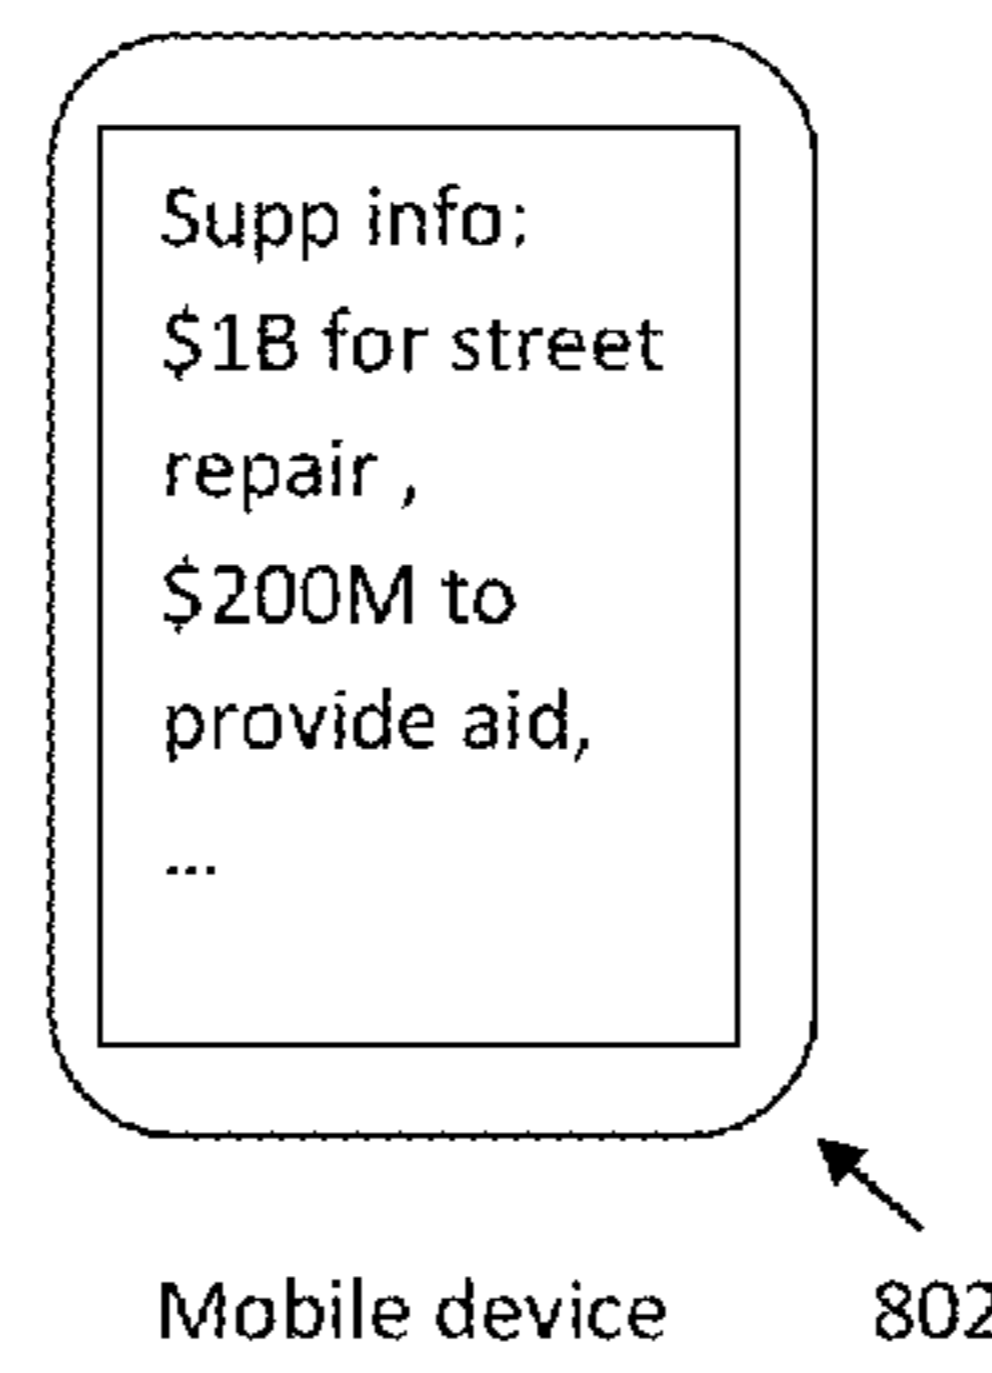 Supp info:
$1B for street
repair ,
$200M to
provide aid,
...
Mobile device
802